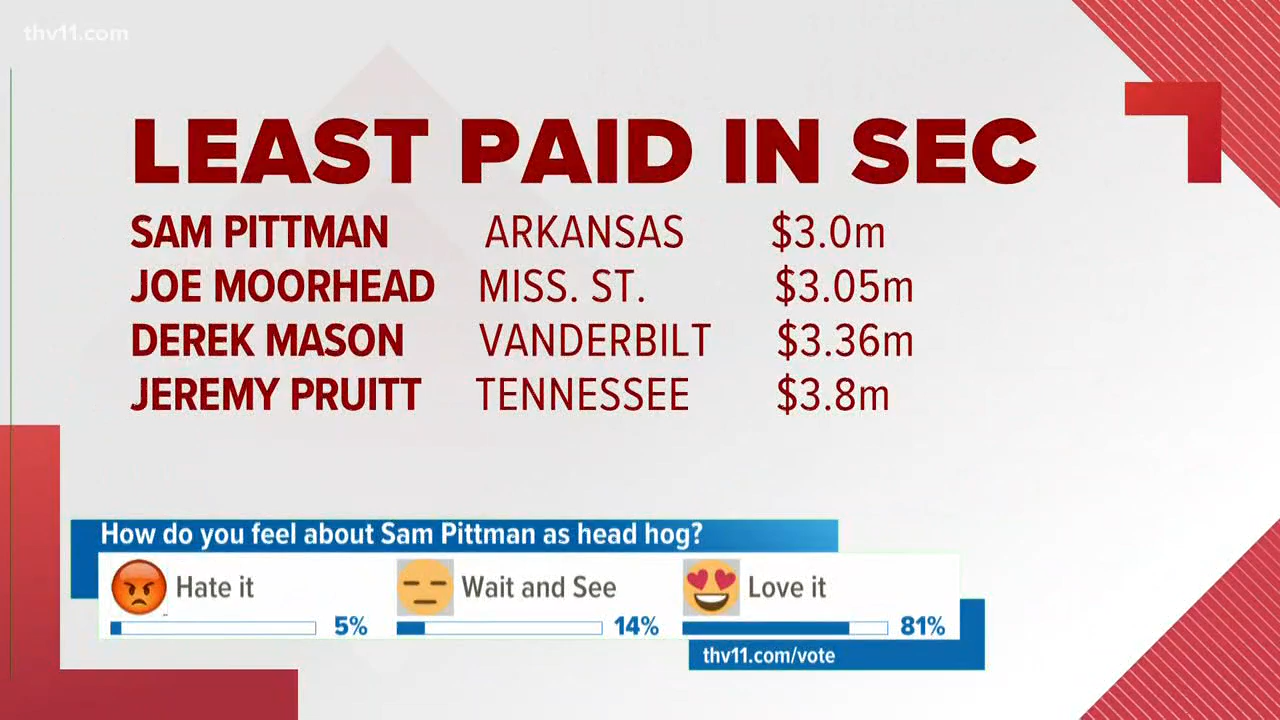 thv11.com
LEAST PAID IN SEC
SAM PITTMAN ARKANSAS $3.0m
JOE MOORHEAD MISS. ST. $3.05m
DEREK MASON VANDERBILT $3.36m
JEREMY PRUITT TENNESSEE $3.8m
How do you feel about Sam Pittman as head hog?
Hate it Wait and See Love it
5% 14% 81%
thv11.com/vote